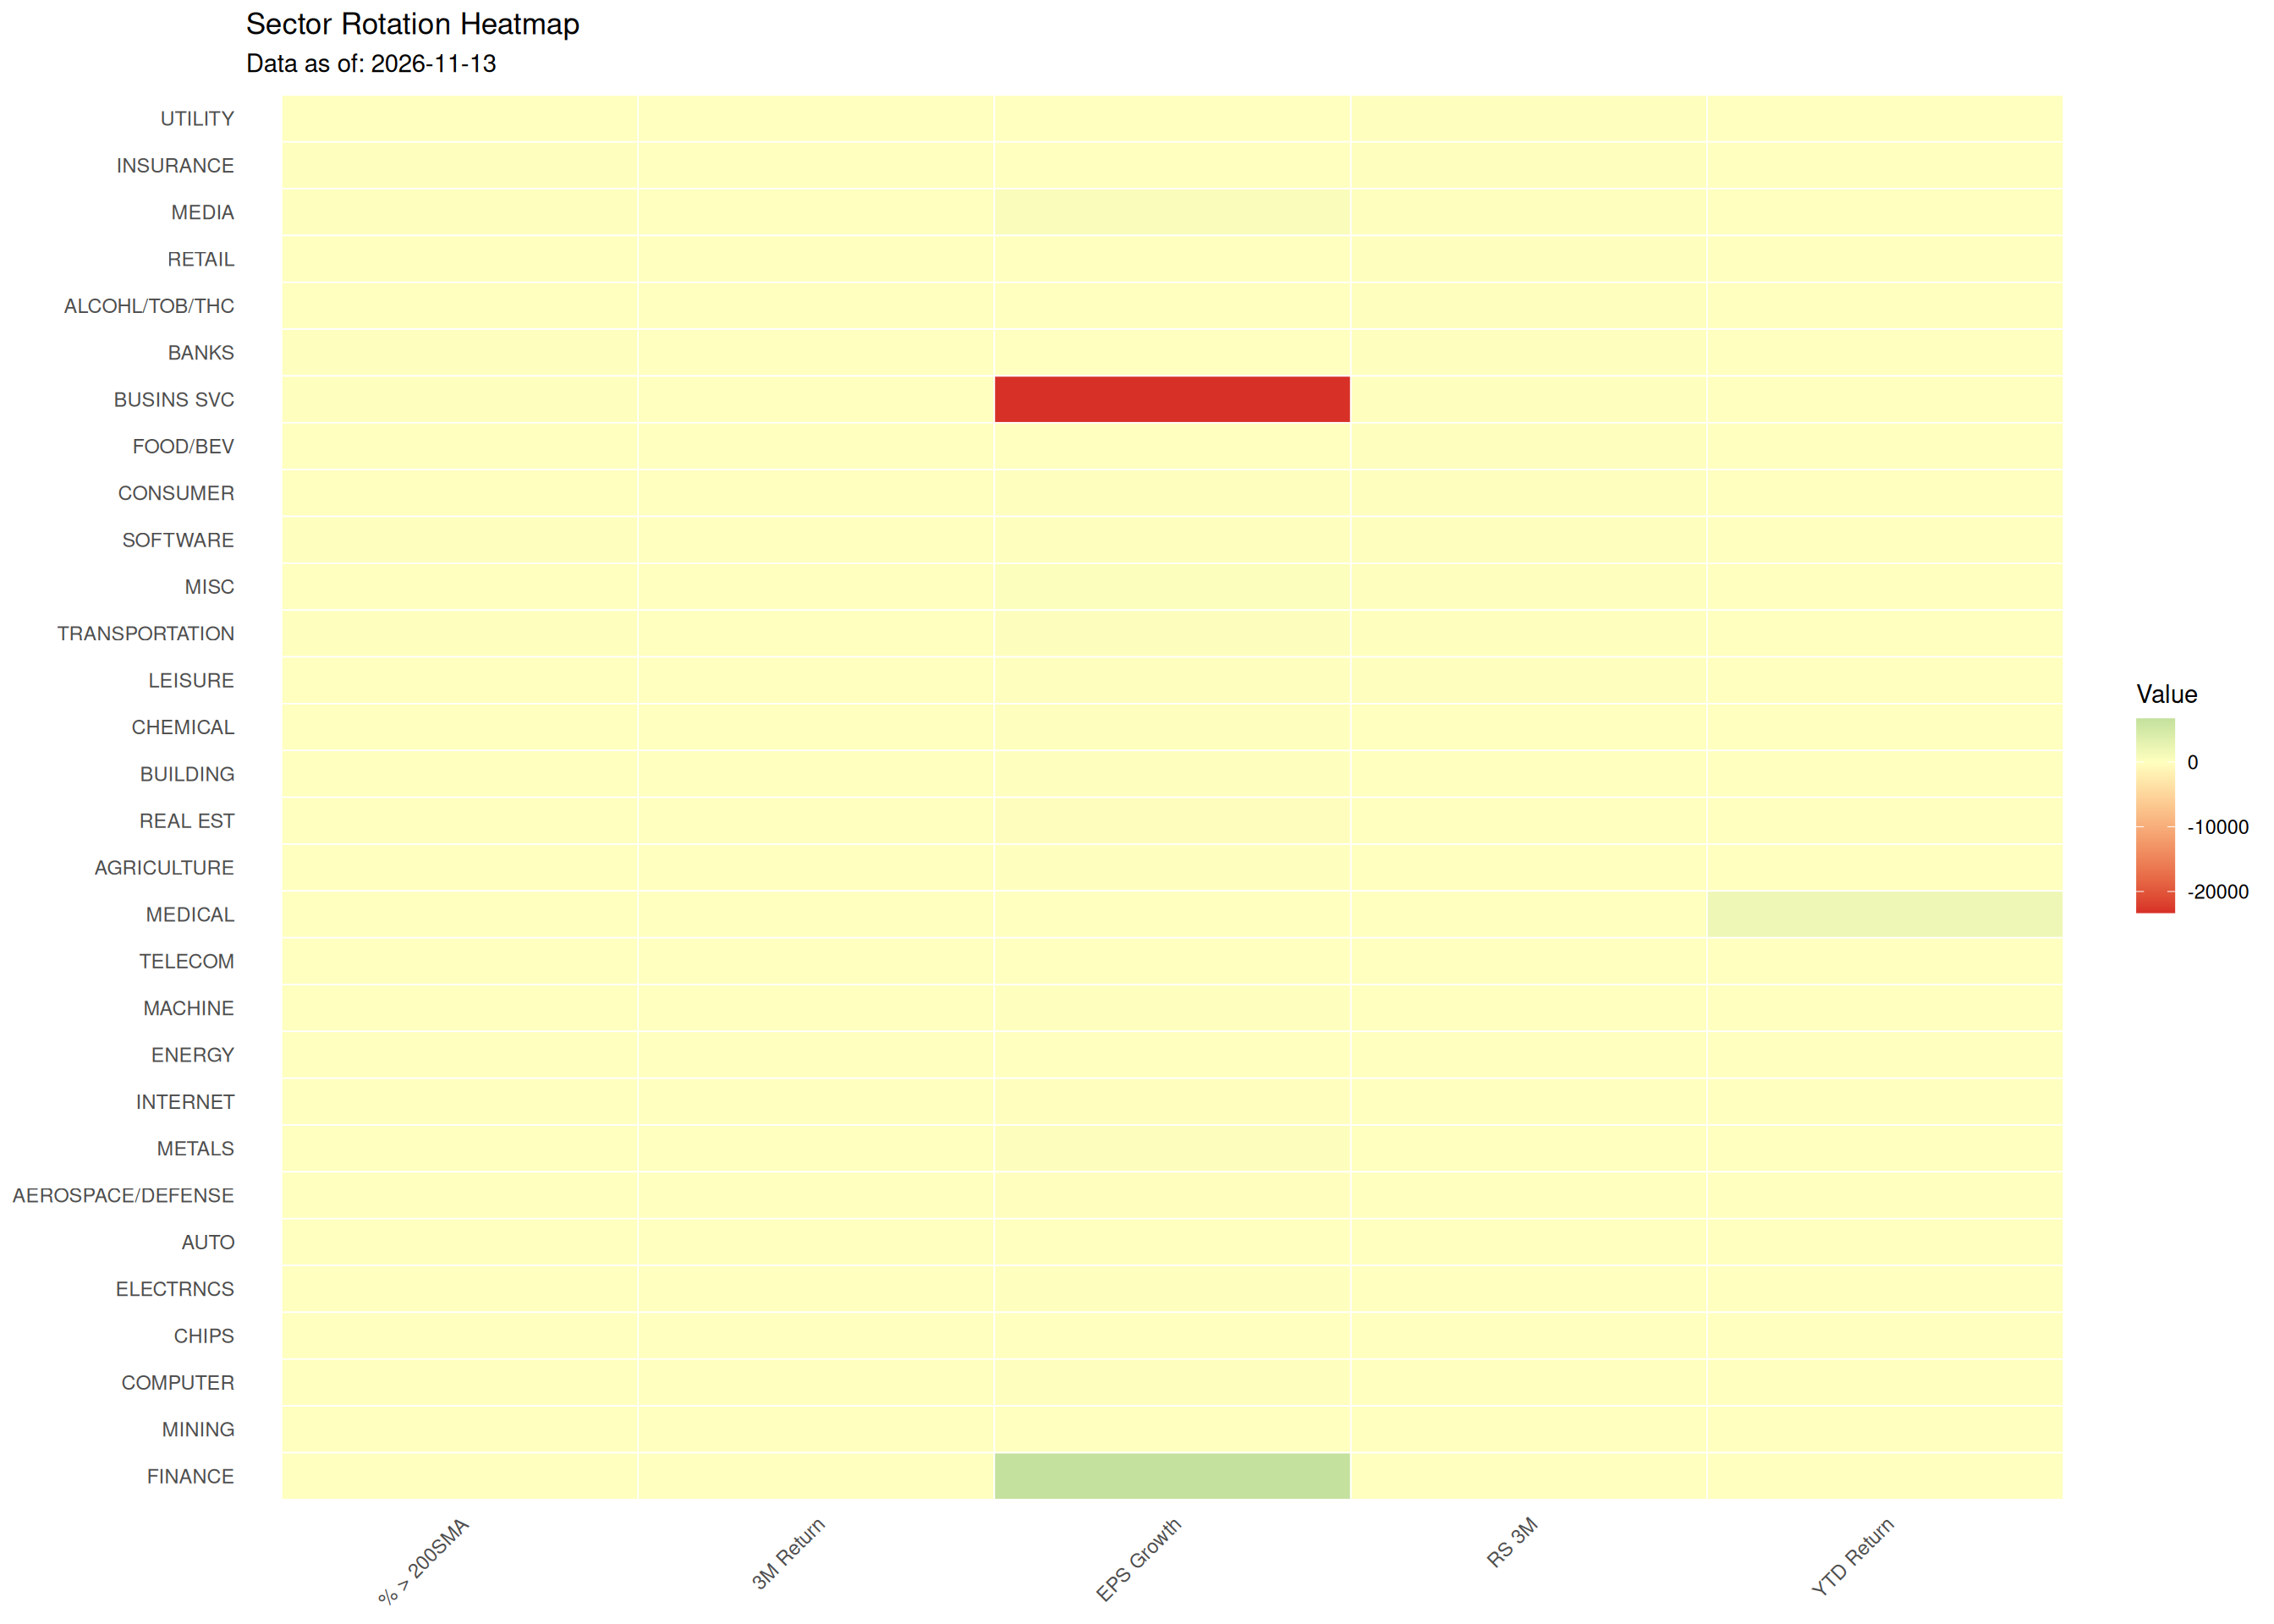 Sector Rotation Heatmap
Data as of: 2026-11-13
UTILITY
INSURANCE
MEDIA
RETAIL
ALCOHL/TOB/THC
BANKS
BUSINS SVC
FOOD/BEV
CONSUMER
SOFTWARE
MISC
TRANSPORTATION
LEISURE
CHEMICAL
BUILDING
REAL EST
AGRICULTURE
MEDICAL
TELECOM
MACHINE
ENERGY
INTERNET
METALS
AEROSPACE/DEFENSE
AUTO
ELECTRNCS
CHIPS
COMPUTER
MINING
FINANCE
% > 200SMA
3M Return
EPS Growth
RS 3M
YTD Return
Value
0
-10000
-20000